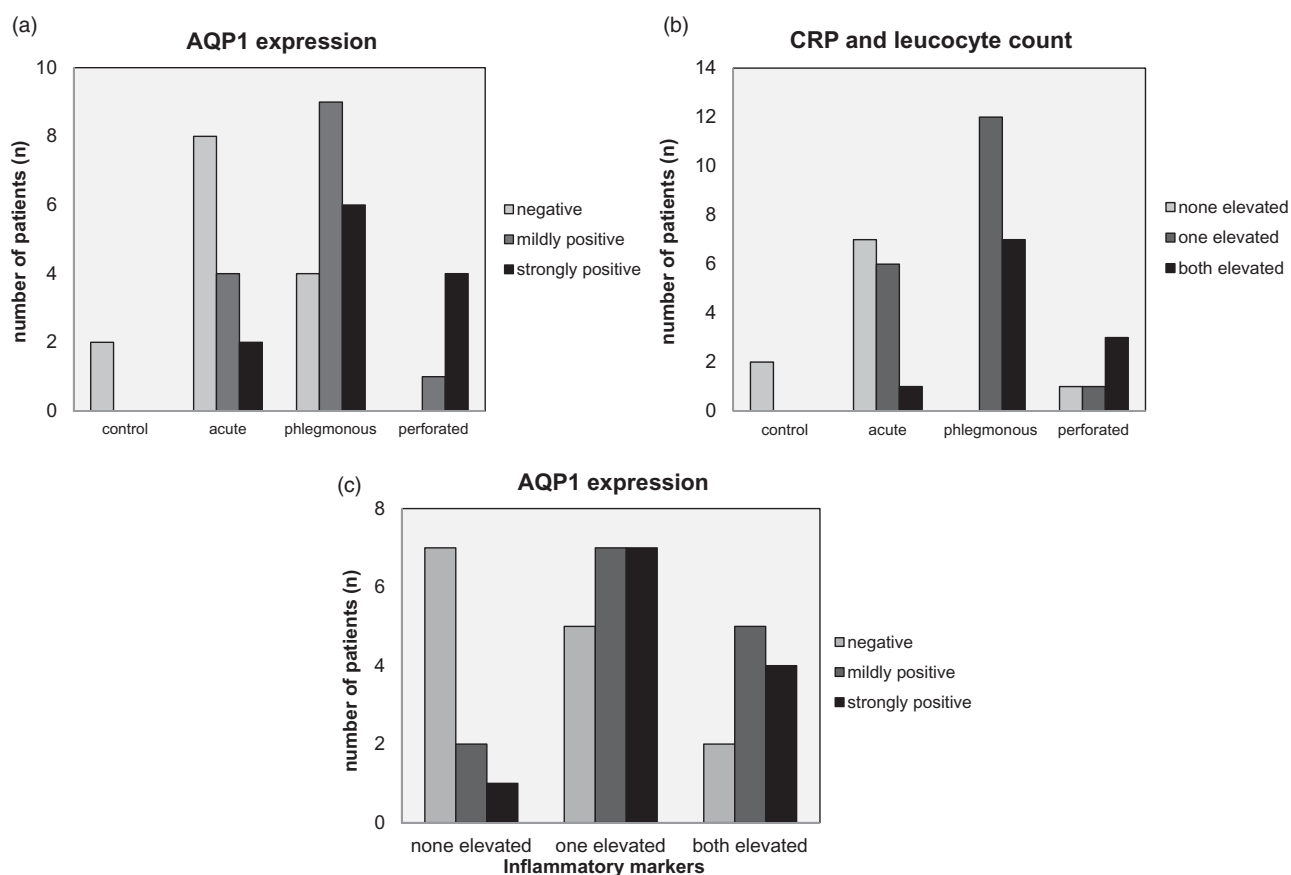 (a)
AQP1 expression
number of patients (n)
10
8
6
4
2
0
control acute phlegmonous perforated
negative
mildly positive
strongly positive
(b)
CRP and leucocyte count
number of patients (n)
14
12
10
8
6
4
2
0
control acute phlegmonous perforated
none elevated
one elevated
both elevated
(c)
AQP1 expression
number of patients (n)
8
6
4
2
0
none elevated one elevated both elevated
Inflammatory markers
negative
mildly positive
strongly positive